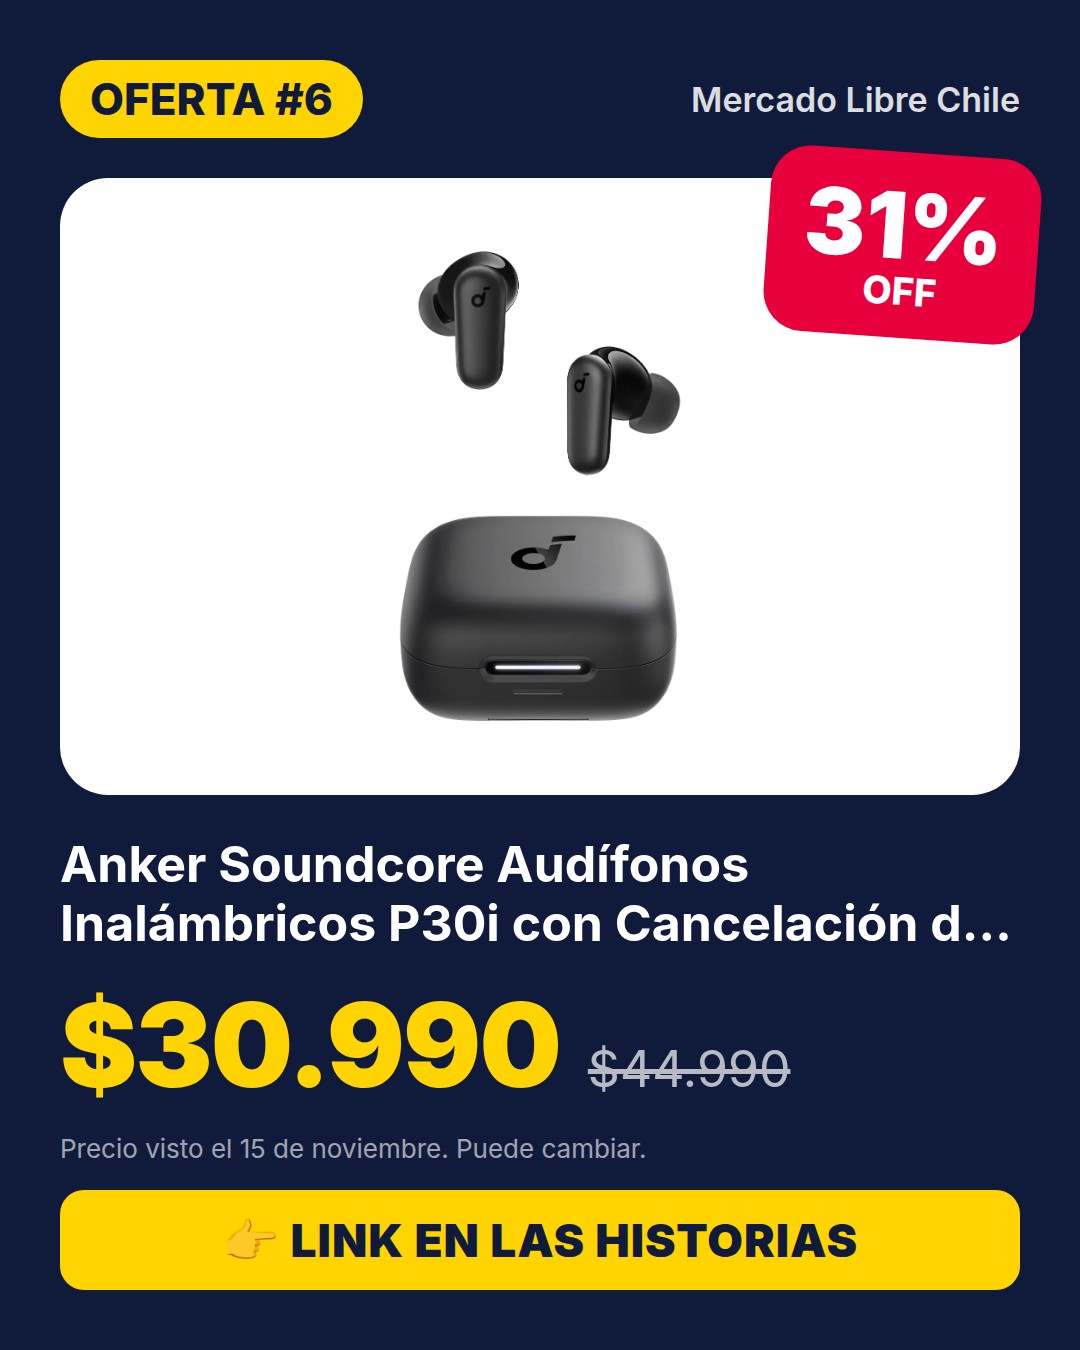 OFERTA #6
Mercado Libre Chile
31%
OFF
Anker Soundcore Audífonos
Inalámbricos P30i con Cancelación d...
$30.990 $44.990
Precio visto el 15 de noviembre. Puede cambiar.
👉 LINK EN LAS HISTORIAS